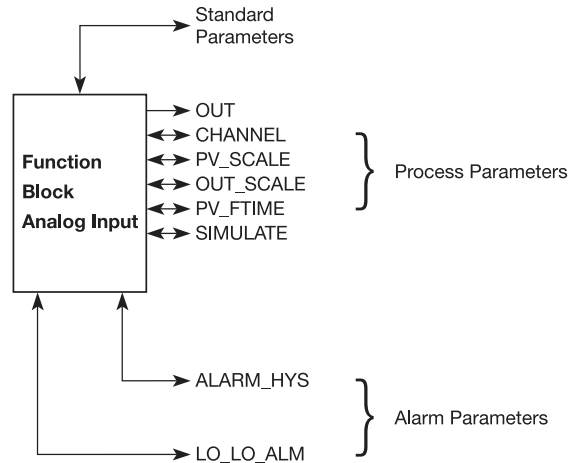 Standard
Parameters
OUT
CHANNEL
PV_SCALE
OUT_SCALE
PV_FTIME
SIMULATE
Function
Block
Analog Input
Process Parameters
ALARM_HYS
LO_LO_ALM
Alarm Parameters